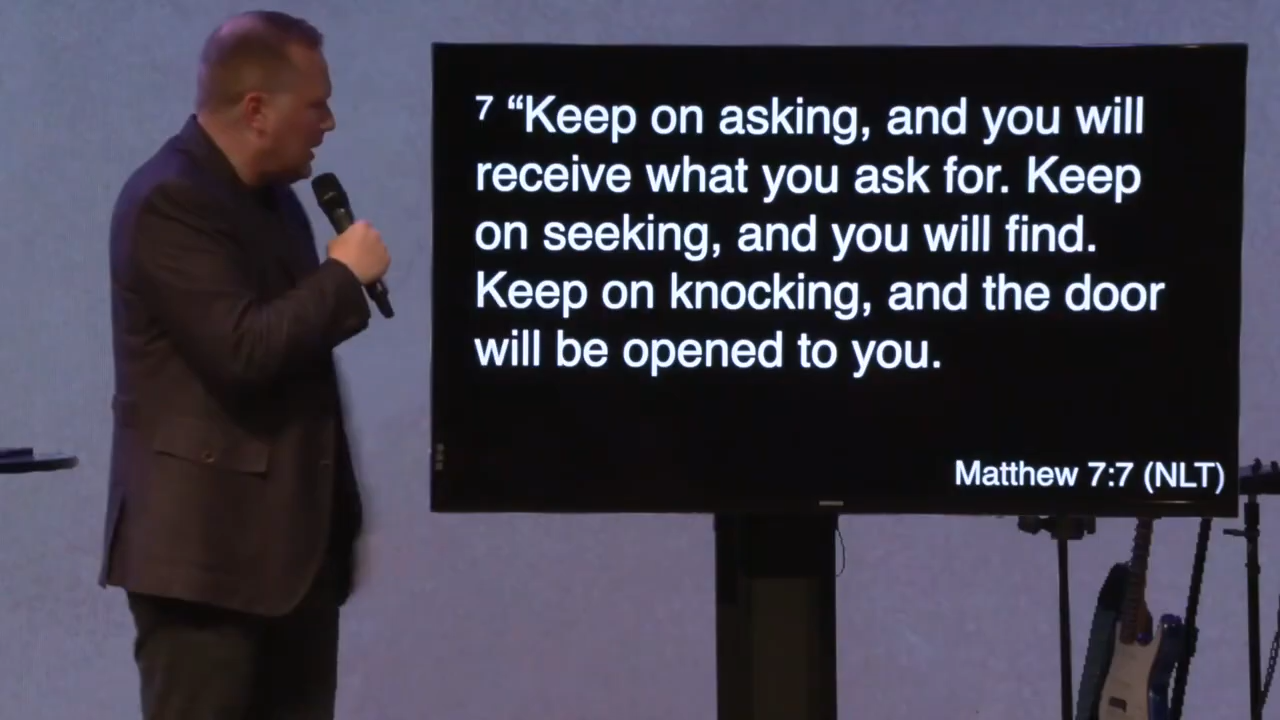 7 “Keep on asking, and you will
receive what you ask for. Keep
on seeking, and you will find.
Keep on knocking, and the door
will be opened to you.
Matthew 7:7 (NLT)